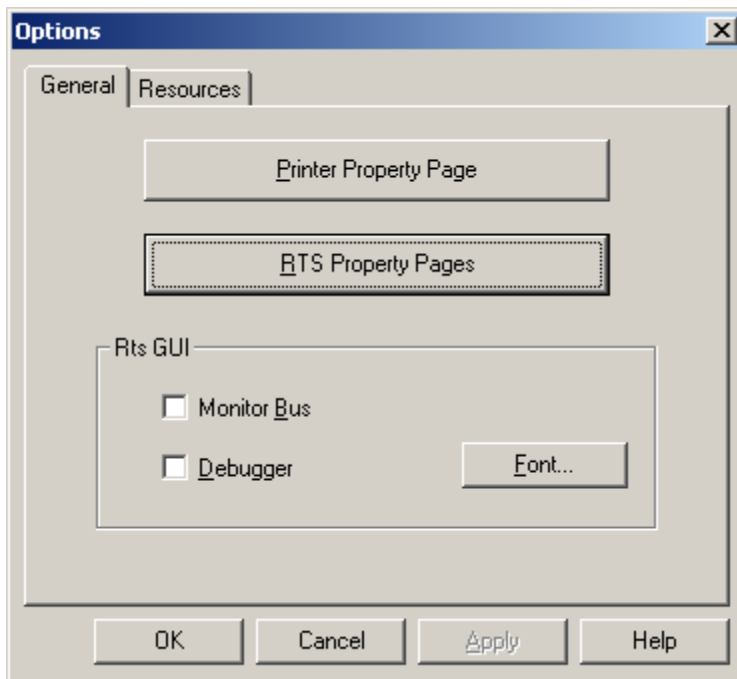 Options
General
Resources
Printer Property Page
RTS Property Pages
Rts GUI
Monitor Bus
Debugger
Font...
OK
Cancel
Apply
Help